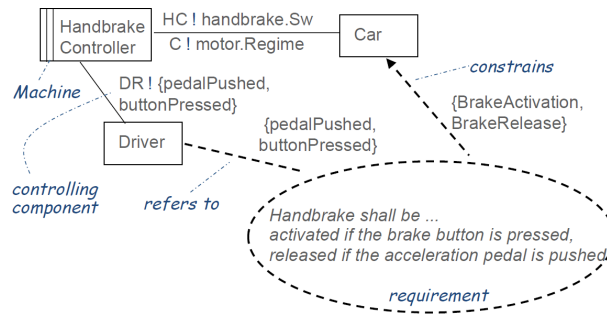 HC ! handbrake.Sw
Handbrake
Controller
Car
C ! motor.Regime
Machine
DR ! {pedalPushed,
buttonPressed}
constrains
{BrakeActivation,
BrakeRelease}
{pedalPushed,
buttonPressed}
Driver
controlling
component
refers to
Handbrake shall be ...
activated if the brake button is pressed,
released if the acceleration pedal is pushed
requirement